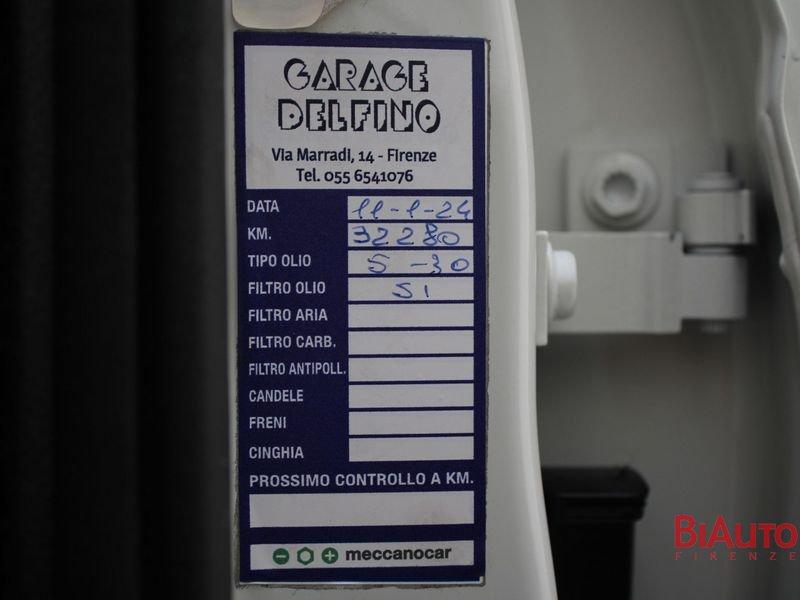 GARAGE
DELFINO
Via Marradi, 14 - Firenze
Tel. 055 6541076
DATA 11-1-24
KM. 32280
TIPO OLIO 5-30
FILTRO OLIO SI
FILTRO ARIA
FILTRO CARB.
FILTRO ANTIPOLL.
CANDELE
FRENI
CINGHIA
PROSSIMO CONTROLLO A KM.
meccanocar
BIAUTO
FIRENZE